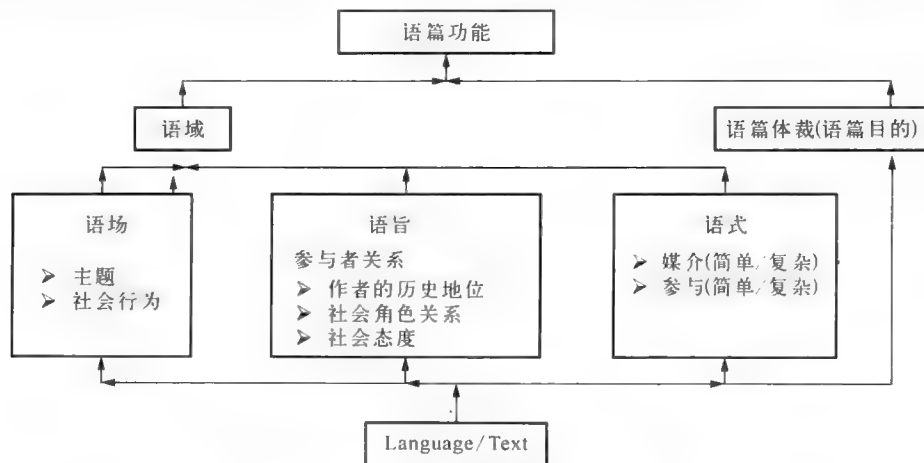 语篇功能
语域
语篇体裁(语篇目的)
语场
➢ 主题
➢ 社会行为
语旨
参与者关系
➢ 作者的历史地位
➢ 社会角色关系
➢ 社会态度
语式
➢ 媒介(简单/复杂)
➢ 参与(简单/复杂)
Language/Text